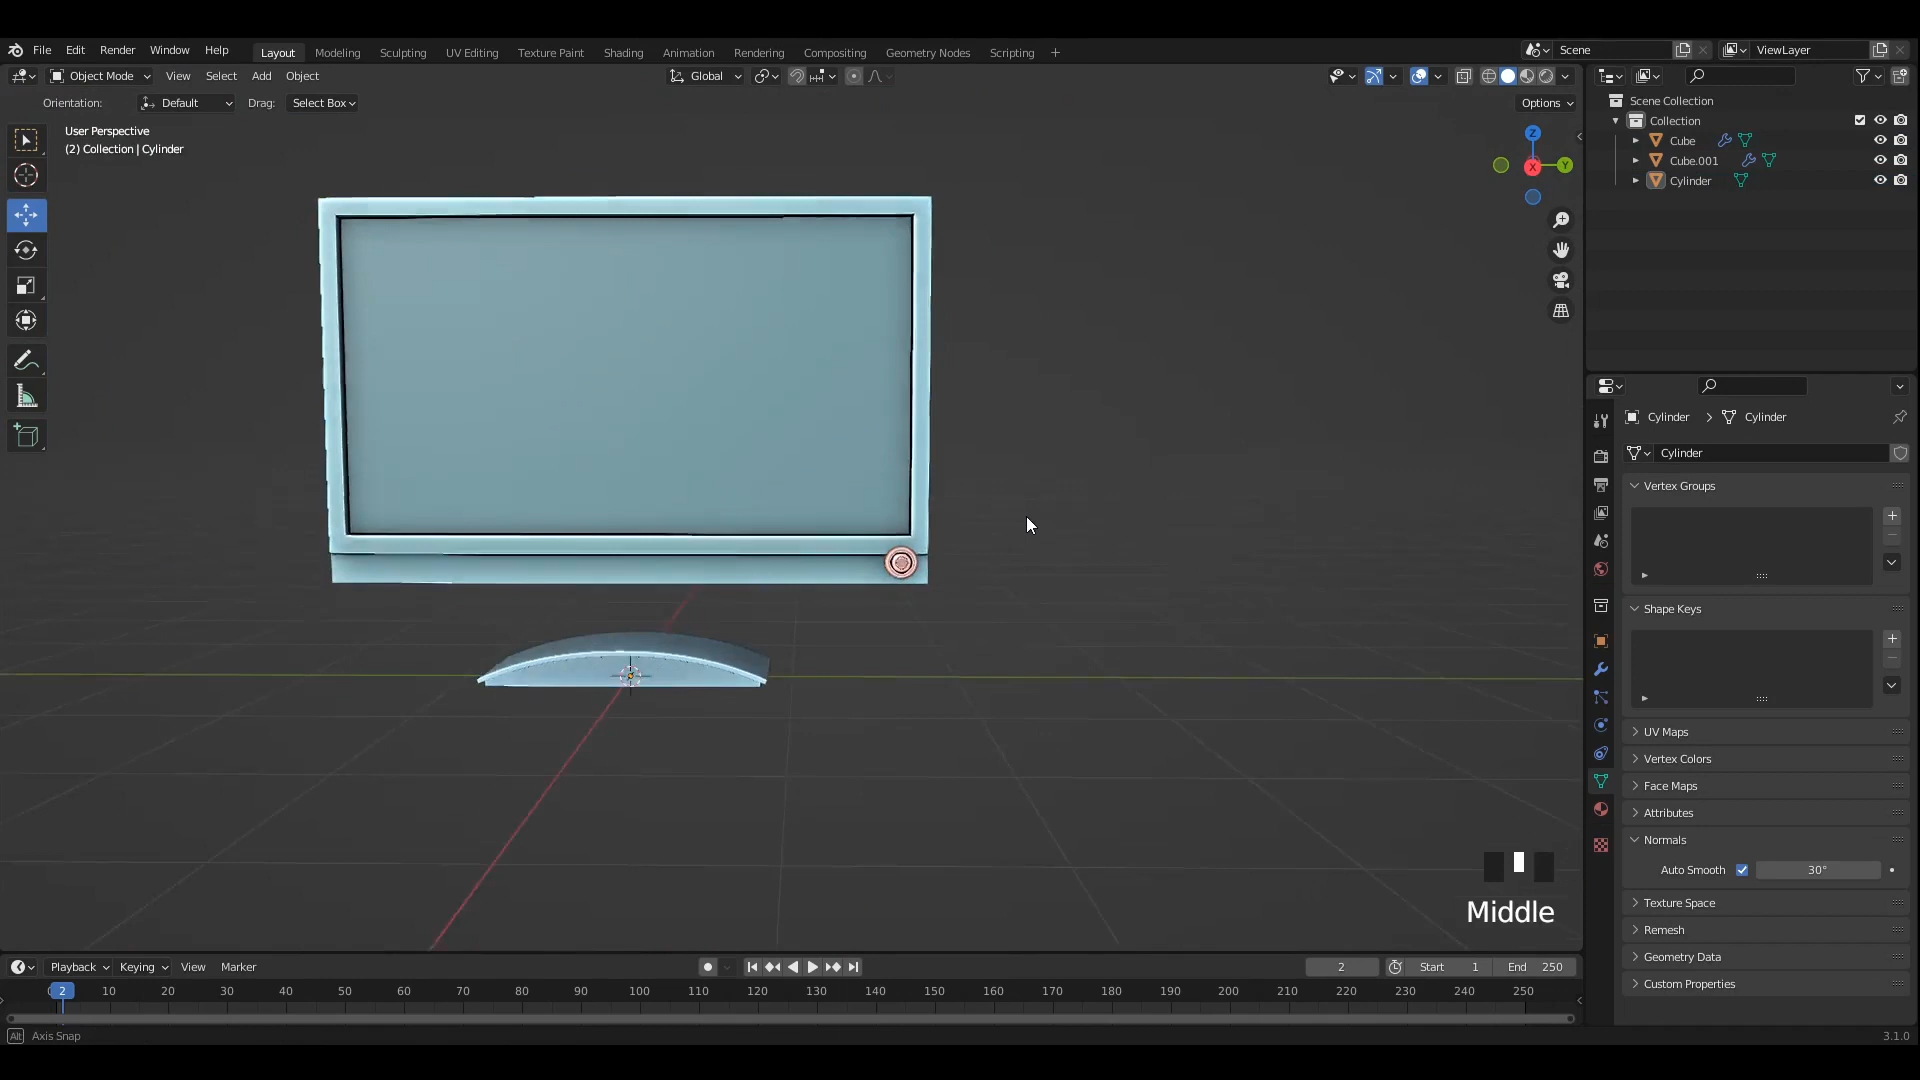 File Edit Render Window Help
Layout Modeling Sculpting UV Editing Texture Paint Shading Animation Rendering Compositing Geometry Nodes Scripting +
Scene
ViewLayer
Object Mode View Select Add Object
Global
Orientation: Default Drag: Select Box
Options
User Perspective
(2) Collection | Cylinder
Z
X
Y
Scene Collection
Collection
Cube
Cube.001
Cylinder
Cylinder > Cylinder
Cylinder
Vertex Groups
Shape Keys
UV Maps
Vertex Colors
Face Maps
Attributes
Normals
Auto Smooth 30°
Texture Space
Remesh
Geometry Data
Custom Properties
Middle
Playback Keying View Marker
2 Start 1 End 250
2 10 20 30 40 50 60 70 80 90 100 110 120 130 140 150 160 170 180 190 200 210 220 230 240 250
Alt Axis Snap
3.1.0